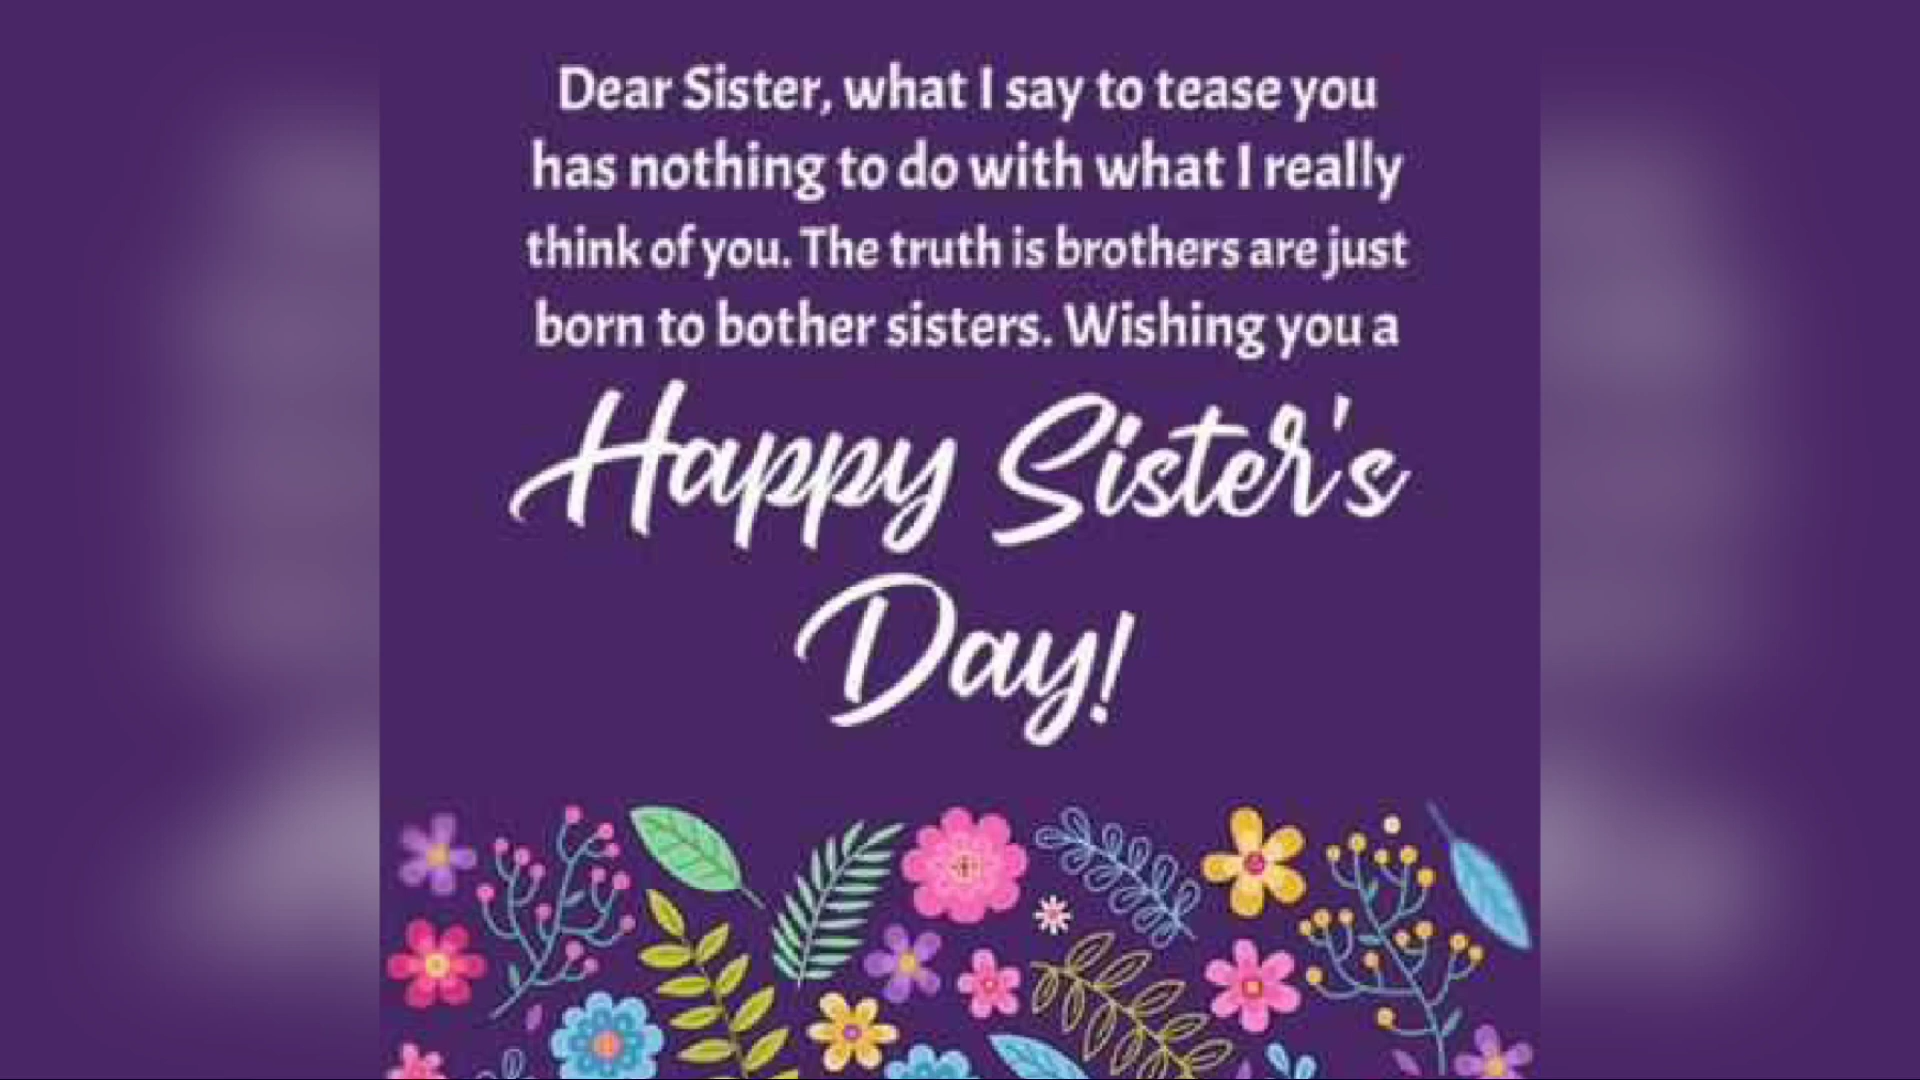 Dear Sister, what I say to tease you
has nothing to do with what I really
think of you. The truth is brothers are just
born to bother sisters. Wishing you a
Happy Sister's
Day!